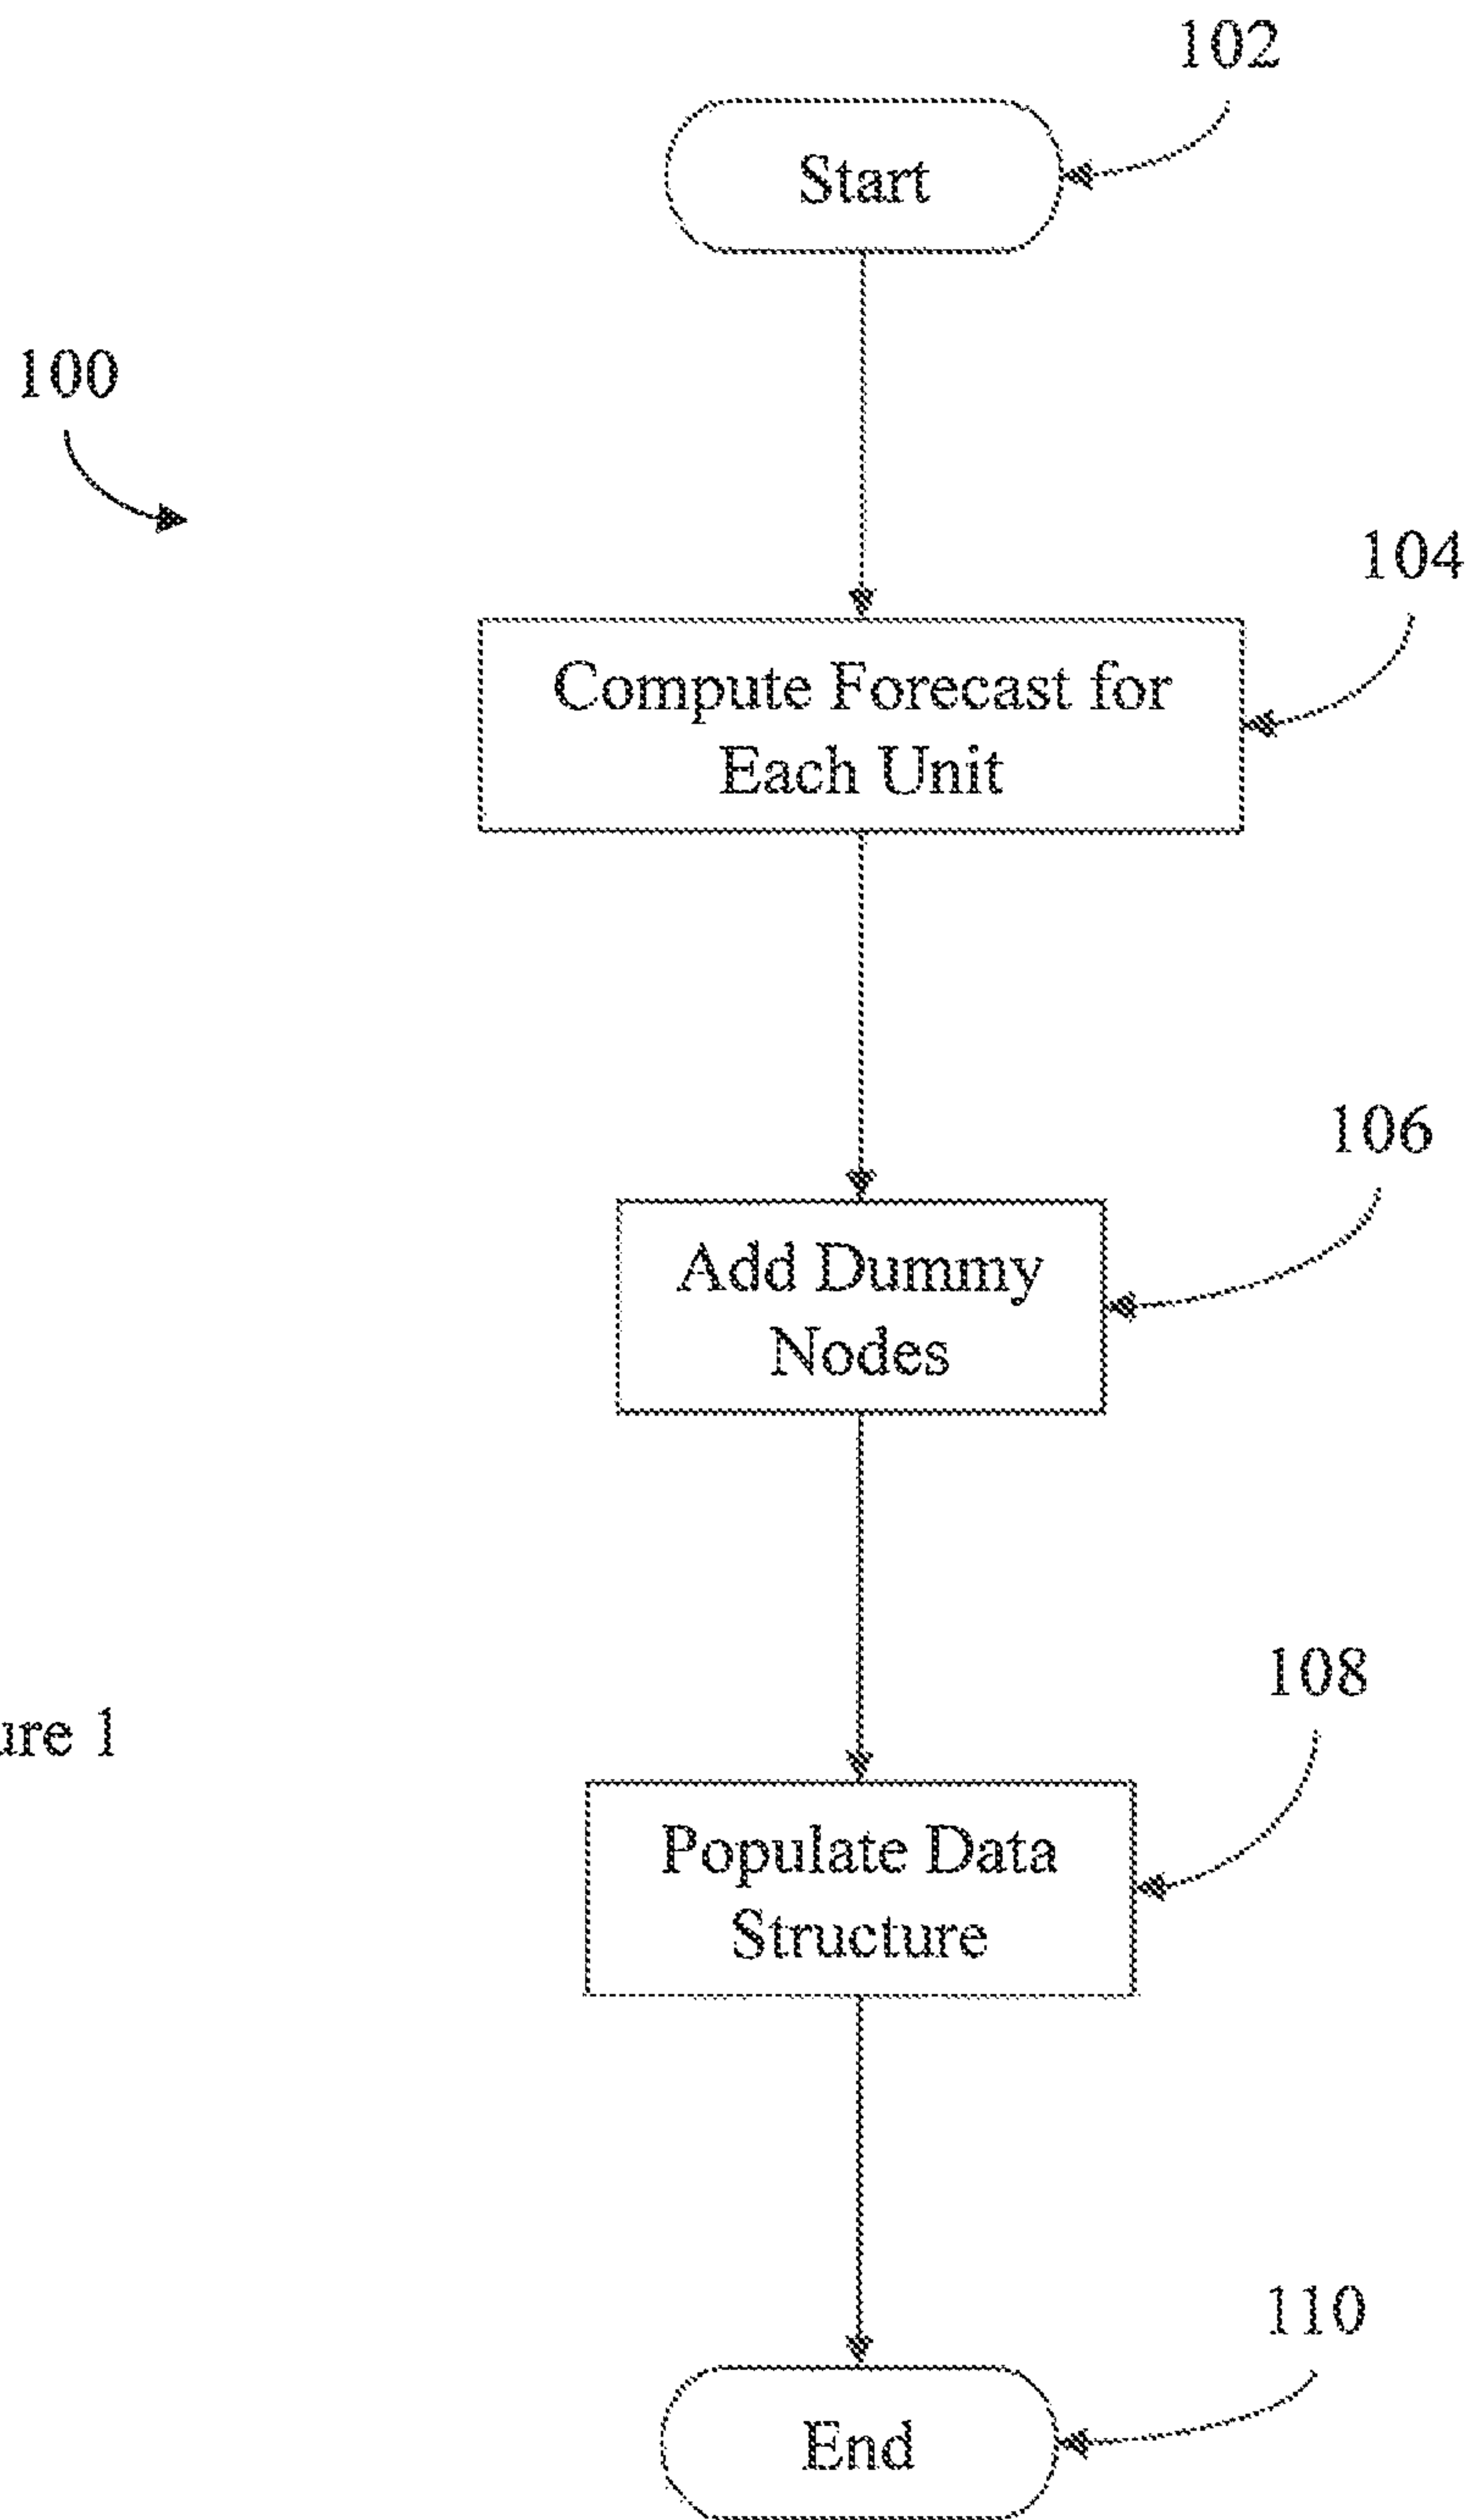 102
Start
100
104
Compute Forecast for
Each Unit
106
Add Dummy
Nodes
108
ure 1
Populate Data
Structure
110
End